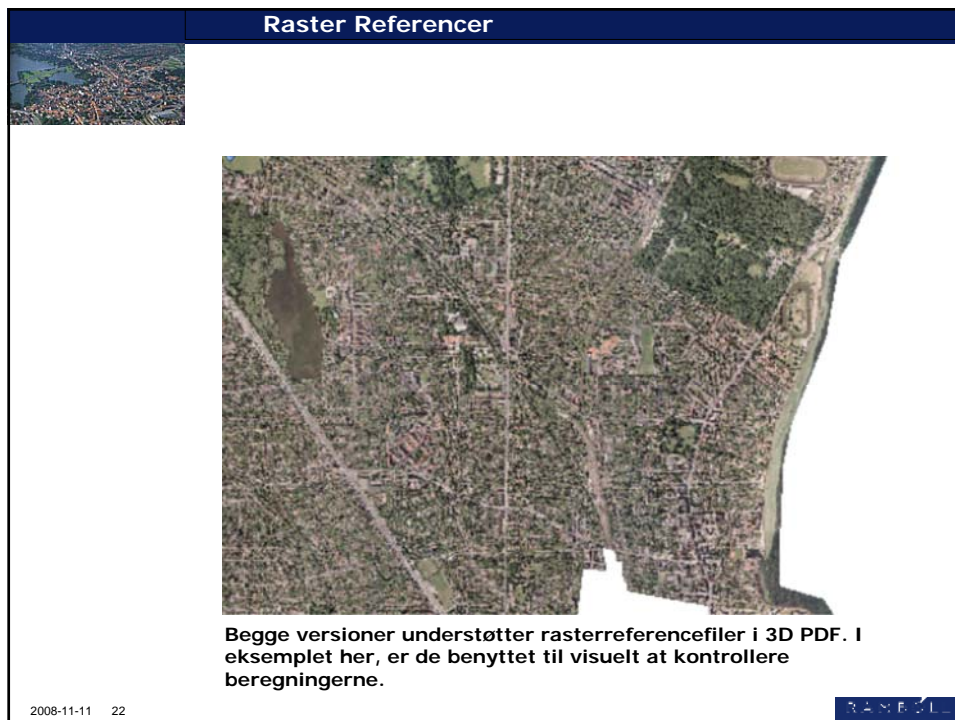 Raster Referencer
Begge versioner understøtter rasterreferencefiler i 3D PDF. I
eksemplet her, er de benyttet til visuelt at kontrollere
beregningerne.
2008-11-11 22
RAMBØLL